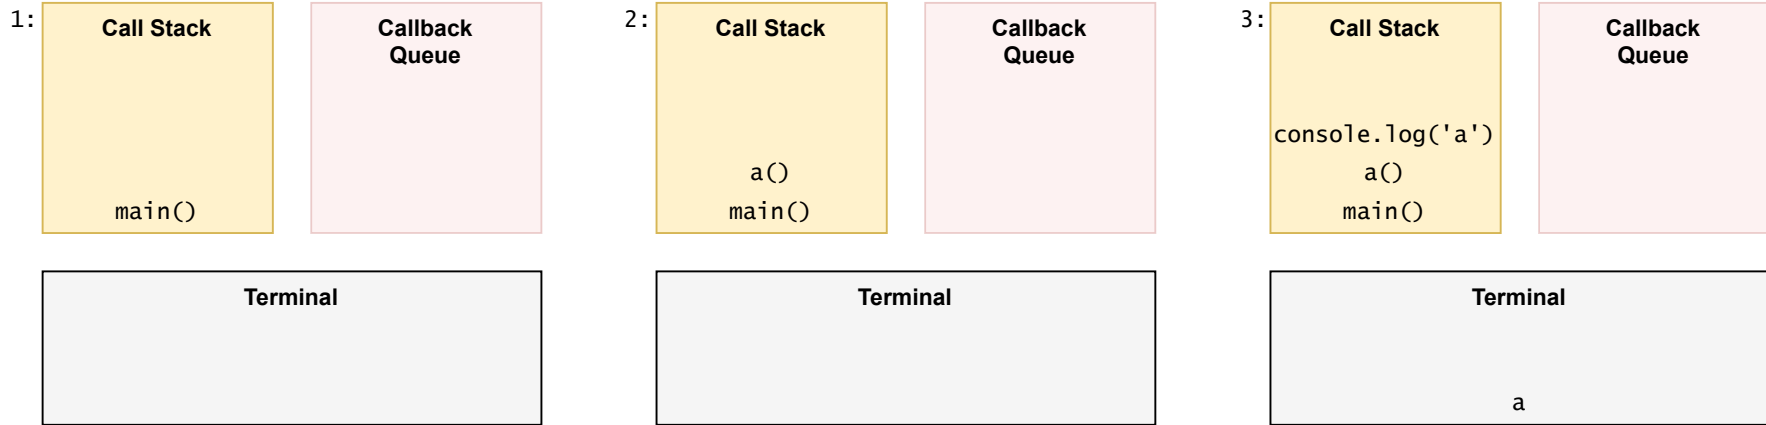 1:
Call Stack
main()
Callback
Queue
Terminal
2:
Call Stack
a()
main()
Callback
Queue
Terminal
3:
Call Stack
console.log('a')
a()
main()
Callback
Queue
Terminal
a